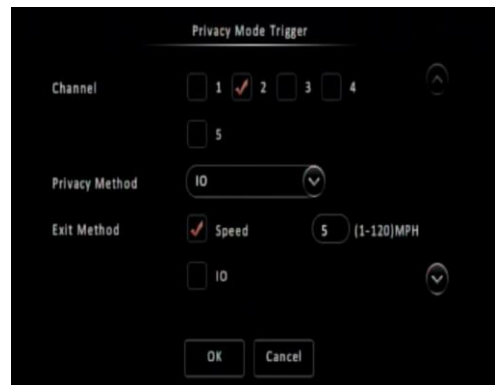 Privacy Mode Trigger
Channel 1 2 3 4
5
Privacy Method IO
Exit Method Speed 5 (1-120)MPH
IO
OK Cancel